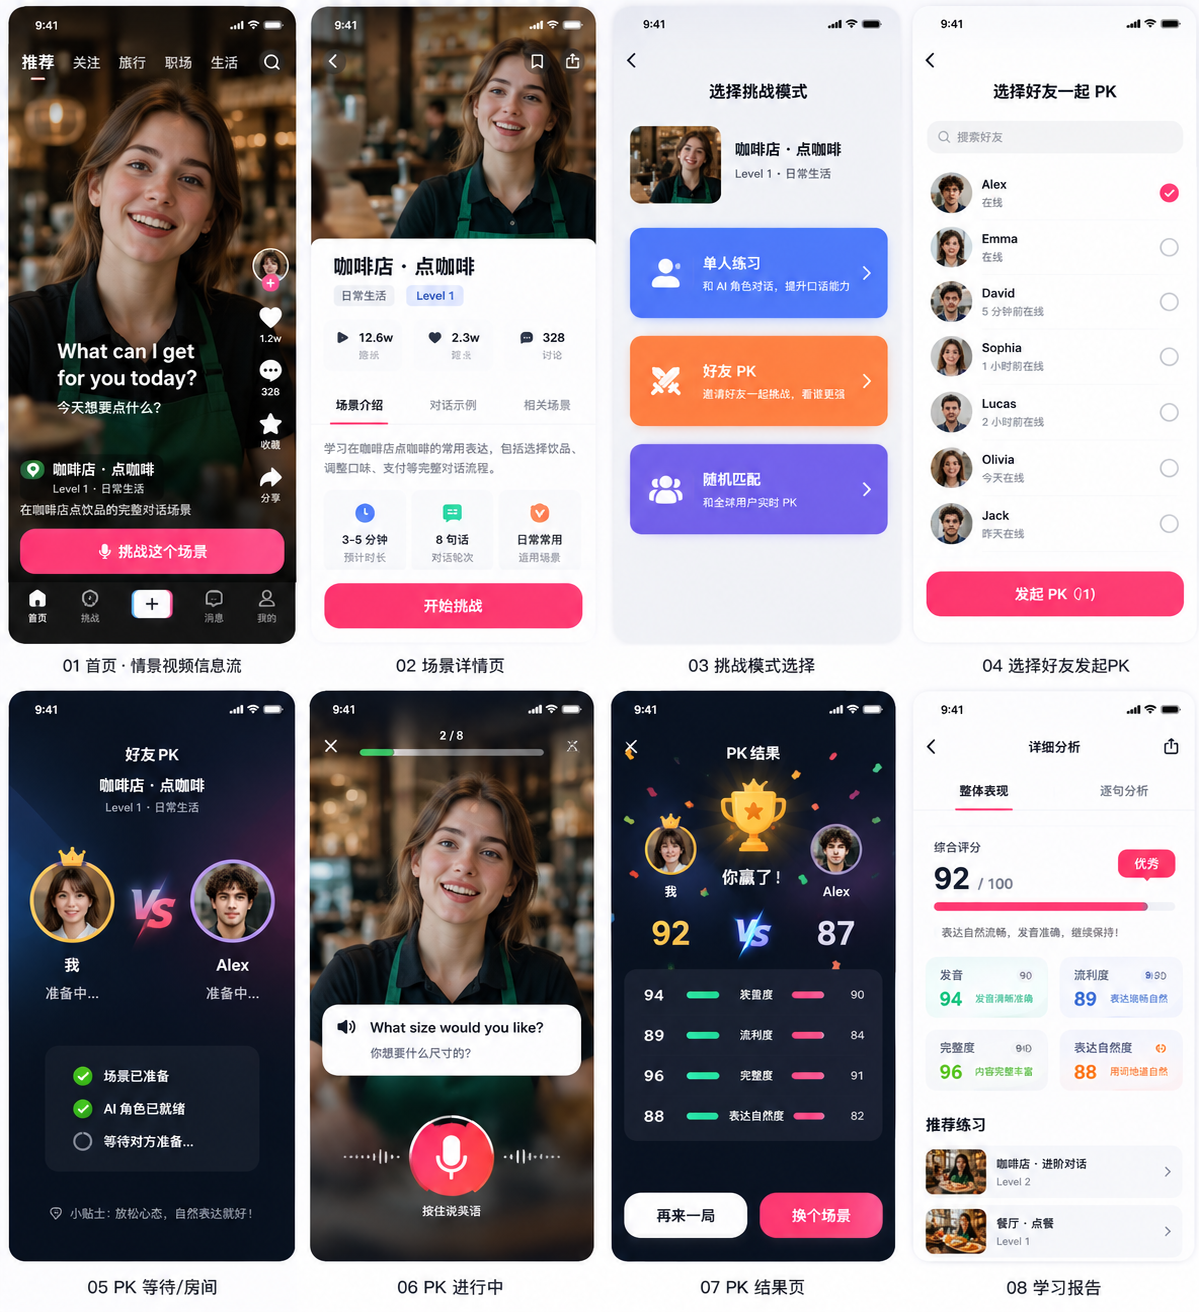 9:41
推荐 关注 旅行 职场 生活
1.2w
What can I get
for you today?
今天想要点什么?
328
收藏
咖啡店 · 点咖啡
Level 1 · 日常生活
在咖啡店点饮品的完整对话场景
分享
挑战这个场景
首页 挑战 消息 我的
01 首页 · 情景视频信息流
9:41
咖啡店 · 点咖啡
日常生活 Level 1
12.6w 2.3w 328
讨论
场景介绍 对话示例 相关场景
学习在咖啡店点咖啡的常用表达，包括选择饮品、
调整口味、支付等完整对话流程。
3-5 分钟 8 句话 日常常用
预计时长 对话轮次 适用场景
开始挑战
02 场景详情页
9:41
选择挑战模式
咖啡店 · 点咖啡
Level 1 · 日常生活
单人练习
和 AI 角色对话，提升口语能力
好友 PK
邀请好友一起挑战，看谁更强
随机匹配
和全球用户实时 PK
03 挑战模式选择
9:41
选择好友一起 PK
搜索好友
Alex
在线
Emma
在线
David
5 分钟前在线
Sophia
1 小时前在线
Lucas
2 小时前在线
Olivia
今天在线
Jack
昨天在线
发起 PK (1)
04 选择好友发起PK
9:41
好友 PK
咖啡店 · 点咖啡
Level 1 · 日常生活
VS
我 Alex
准备中... 准备中...
场景已准备
AI 角色已就绪
等待对方准备...
小贴士：放松心态，自然表达就好！
05 PK 等待/房间
9:41
2 / 8
What size would you like?
你想要什么尺寸的?
按住说英语
06 PK 进行中
9:41
PK 结果
你赢了！
我 Alex
92 VS 87
94 90
89 流利度 84
96 完整度 91
88 表达自然度 82
再来一局 换个场景
07 PK 结果页
9:41
详细分析
整体表现 逐句分析
综合评分
92 / 100
优秀
表达自然流畅，发音准确，继续保持！
发音 90
94 发音清晰准确
流利度
89 表达流畅自然
完整度
96 内容完整丰富
表达自然度
88 用词地道自然
推荐练习
咖啡店 · 进阶对话
Level 2
餐厅 · 点餐
Level 1
08 学习报告